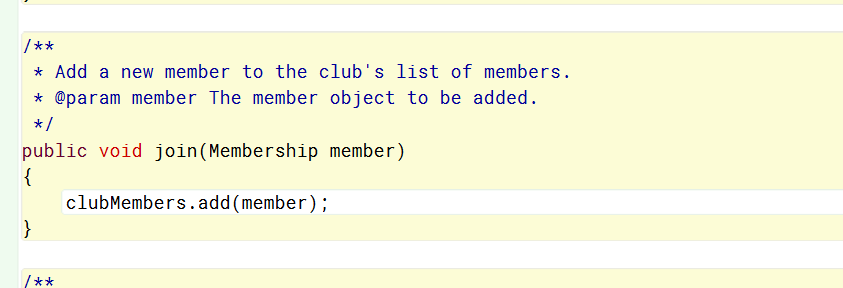 }
/**
 * Add a new member to the club's list of members.
 * @param member The member object to be added.
 */
public void join(Membership member)
{
    clubMembers.add(member);
}
/**